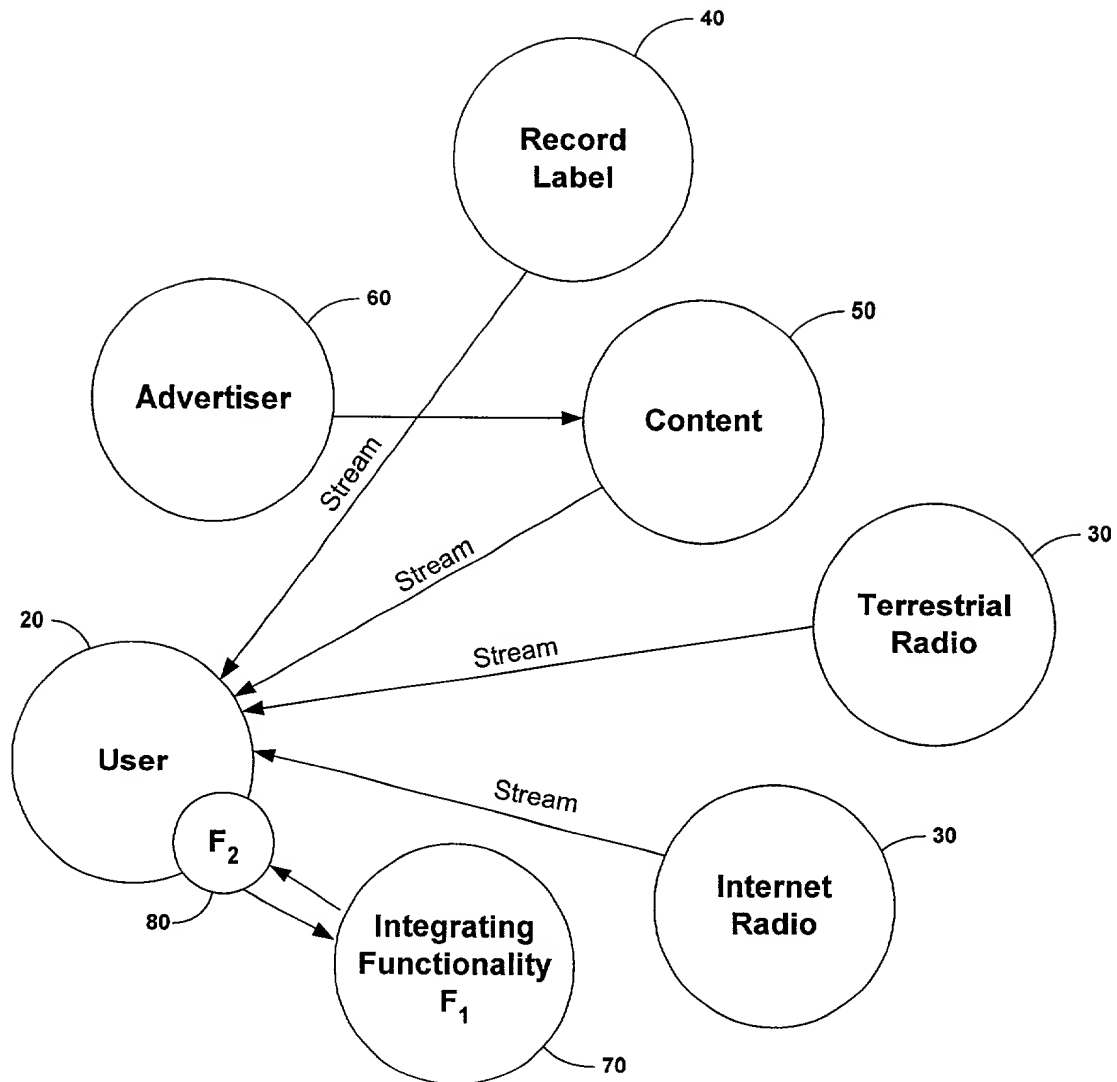 40
Record
Label
60
50
Advertiser
Content
Stream
Stream
30
Terrestrial
Radio
20
Stream
User
Stream
30
F2
Internet
Radio
80
Integrating
Functionality
F1
70